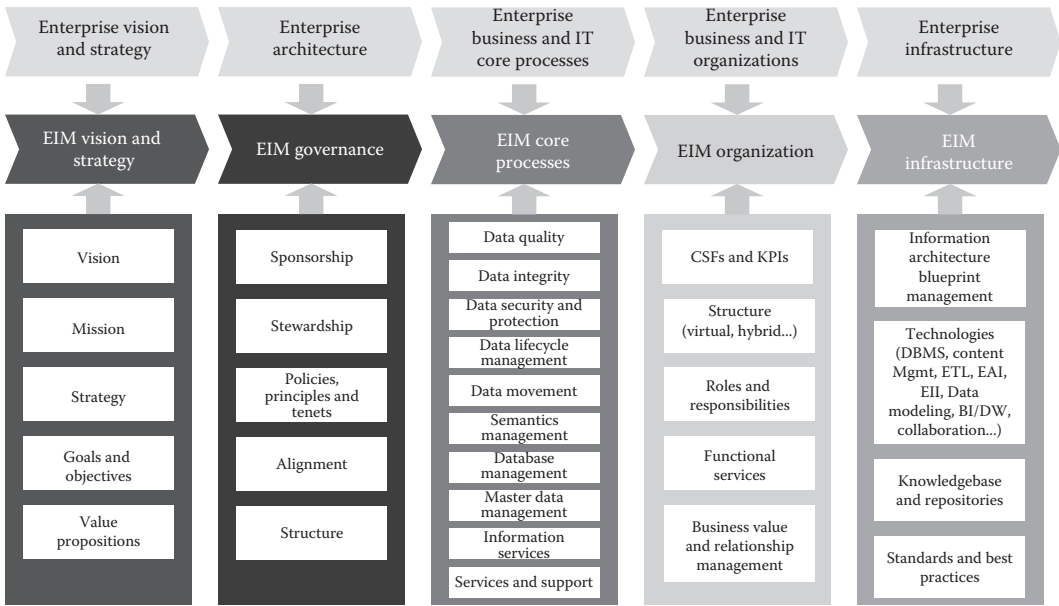 Enterprise vision
and strategy
Enterprise
architecture
Enterprise
business and IT
core processes
Enterprise
business and IT
organizations
Enterprise
infrastructure
EIM vision and
strategy
EIM governance
EIM core
processes
EIM organization
EIM
infrastructure
Vision
Mission
Strategy
Goals and
objectives
Value
propositions
Sponsorship
Stewardship
Policies,
principles and
tenets
Alignment
Structure
Data quality
Data integrity
Data security and
protection
Data lifecycle
management
Data movement
Semantics
management
Database
management
Master data
management
Information
services
Services and support
CSFs and KPIs
Structure
(virtual, hybrid...)
Roles and
responsibilities
Functional
services
Business value
and relationship
management
Information
architecture
blueprint
management
Technologies
(DBMS, content
Mgmt, ETL, EAI,
EII, Data
modeling, BI/DW,
collaboration...)
Knowledgebase
and repositories
Standards and best
practices